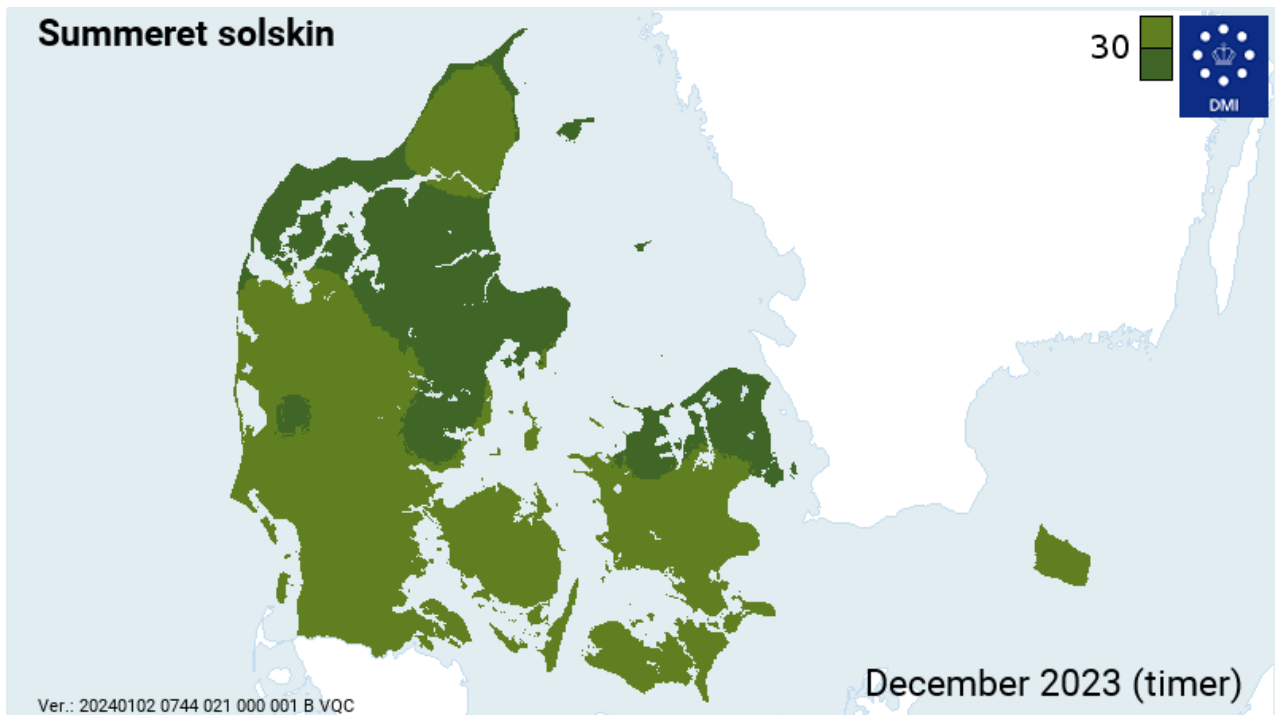 Summeret solskin
30
DMI
December 2023 (timer)
Ver.: 20240102 0744 021 000 001 B VQC